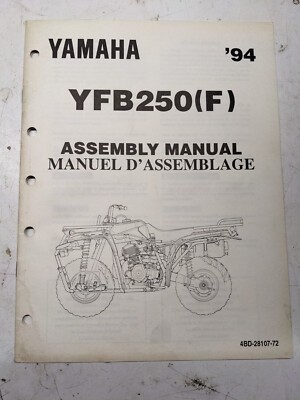 YAMAHA '94
YFB250(F)
ASSEMBLY MANUAL
MANUEL D'ASSEMBLAGE
4BD-28107-72